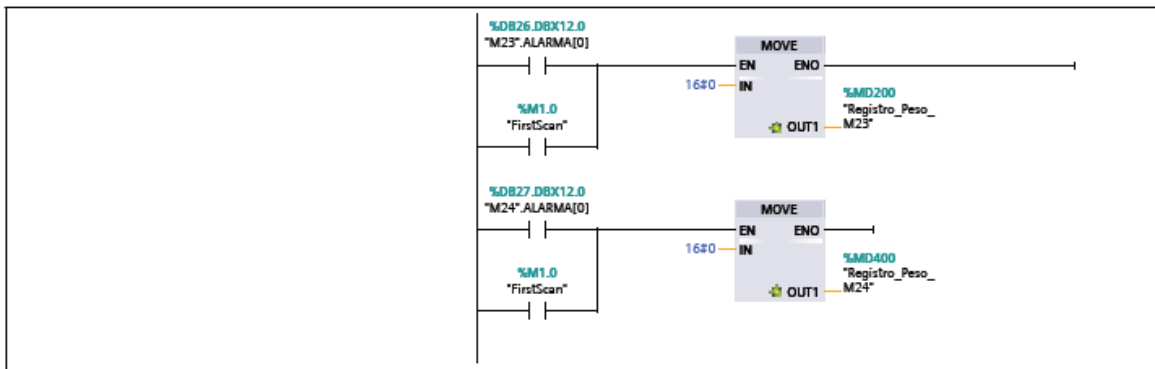 %DB26.DBX12.0
"M23".ALARMA[0]
MOVE
EN ENO
16#0 IN
%MD200
"Registro_Peso_
M23"
OUT1
%M1.0
"FirstScan"
%DB27.DBX12.0
"M24".ALARMA[0]
MOVE
EN ENO
16#0 IN
%MD400
"Registro_Peso_
M24"
OUT1
%M1.0
"FirstScan"